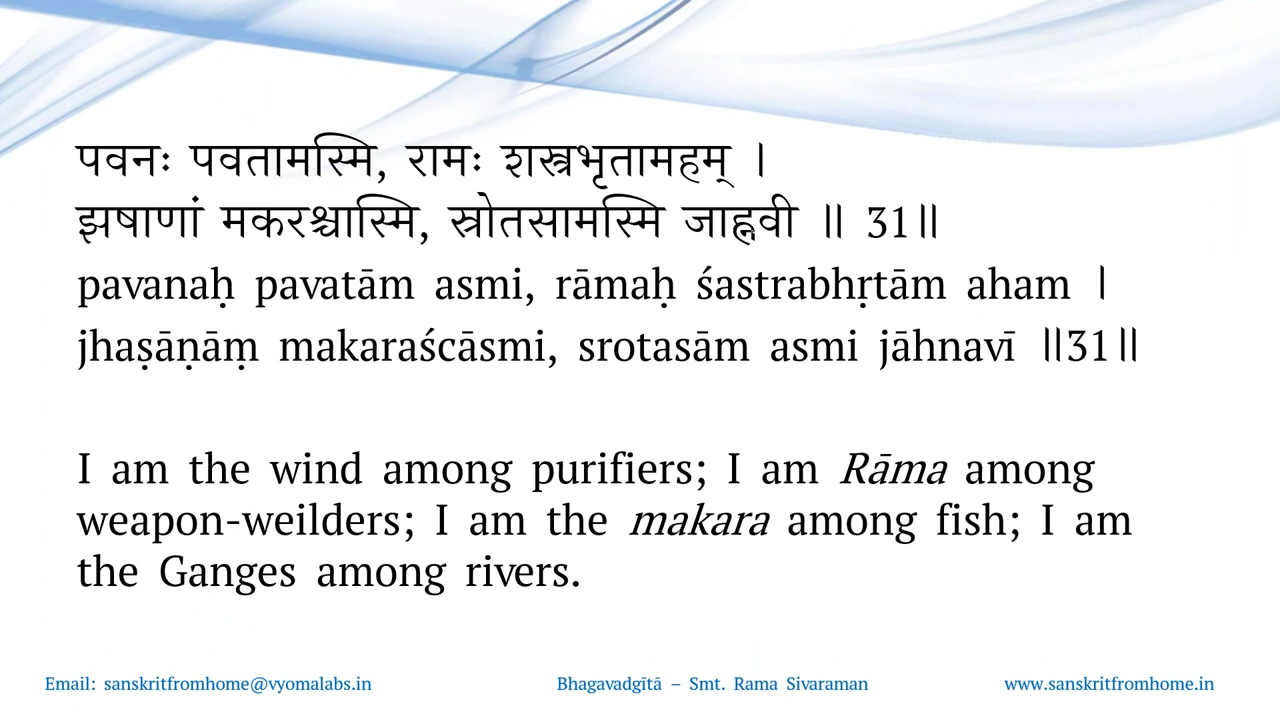 पवनः पवतामस्मि, रामः शस्त्रभृतामहम् ।
झषाणां मकरश्चास्मि, स्रोतसामस्मि जाह्नवी ॥ 31॥
pavanaḥ pavatām asmi, rāmaḥ śastrabhṛtām aham ।
jhaṣāṇāṃ makaraścāsmi, srotasām asmi jāhnavī ॥31॥
I am the wind among purifiers; I am Rāma among
weapon-weilders; I am the makara among fish; I am
the Ganges among rivers.
Email: sanskritfromhome@vyomalabs.in Bhagavadgītā – Smt. Rama Sivaraman www.sanskritfromhome.in